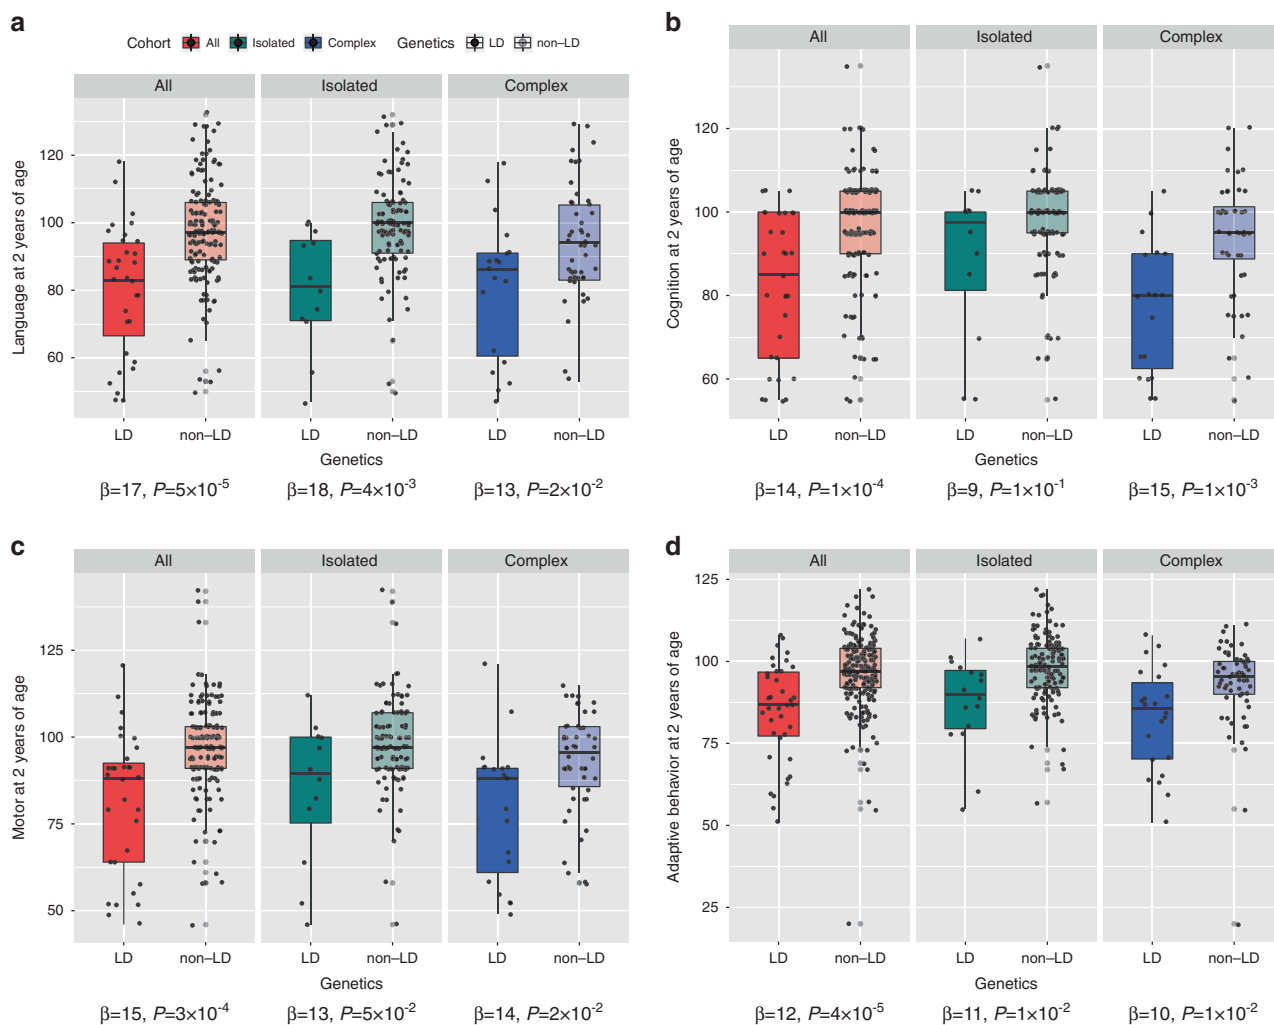 a
Cohort All Isolated Complex Genetics LD non–LD
All Isolated Complex
Language at 2 years of age
120
100
80
60
LD non–LD LD non–LD LD non–LD
Genetics
β=17, P=5×10-5 β=18, P=4×10-3 β=13, P=2×10-2
b
All Isolated Complex
Cognition at 2 years of age
120
100
80
60
LD non–LD LD non–LD LD non–LD
Genetics
β=14, P=1×10-4 β=9, P=1×10-1 β=15, P=1×10-3
c
All Isolated Complex
Motor at 2 years of age
125
100
75
50
LD non–LD LD non–LD LD non–LD
Genetics
β=15, P=3×10-4 β=13, P=5×10-2 β=14, P=2×10-2
d
All Isolated Complex
Adaptive behavior at 2 years of age
125
100
75
50
25
LD non–LD LD non–LD LD non–LD
Genetics
β=12, P=4×10-5 β=11, P=1×10-2 β=10, P=1×10-2